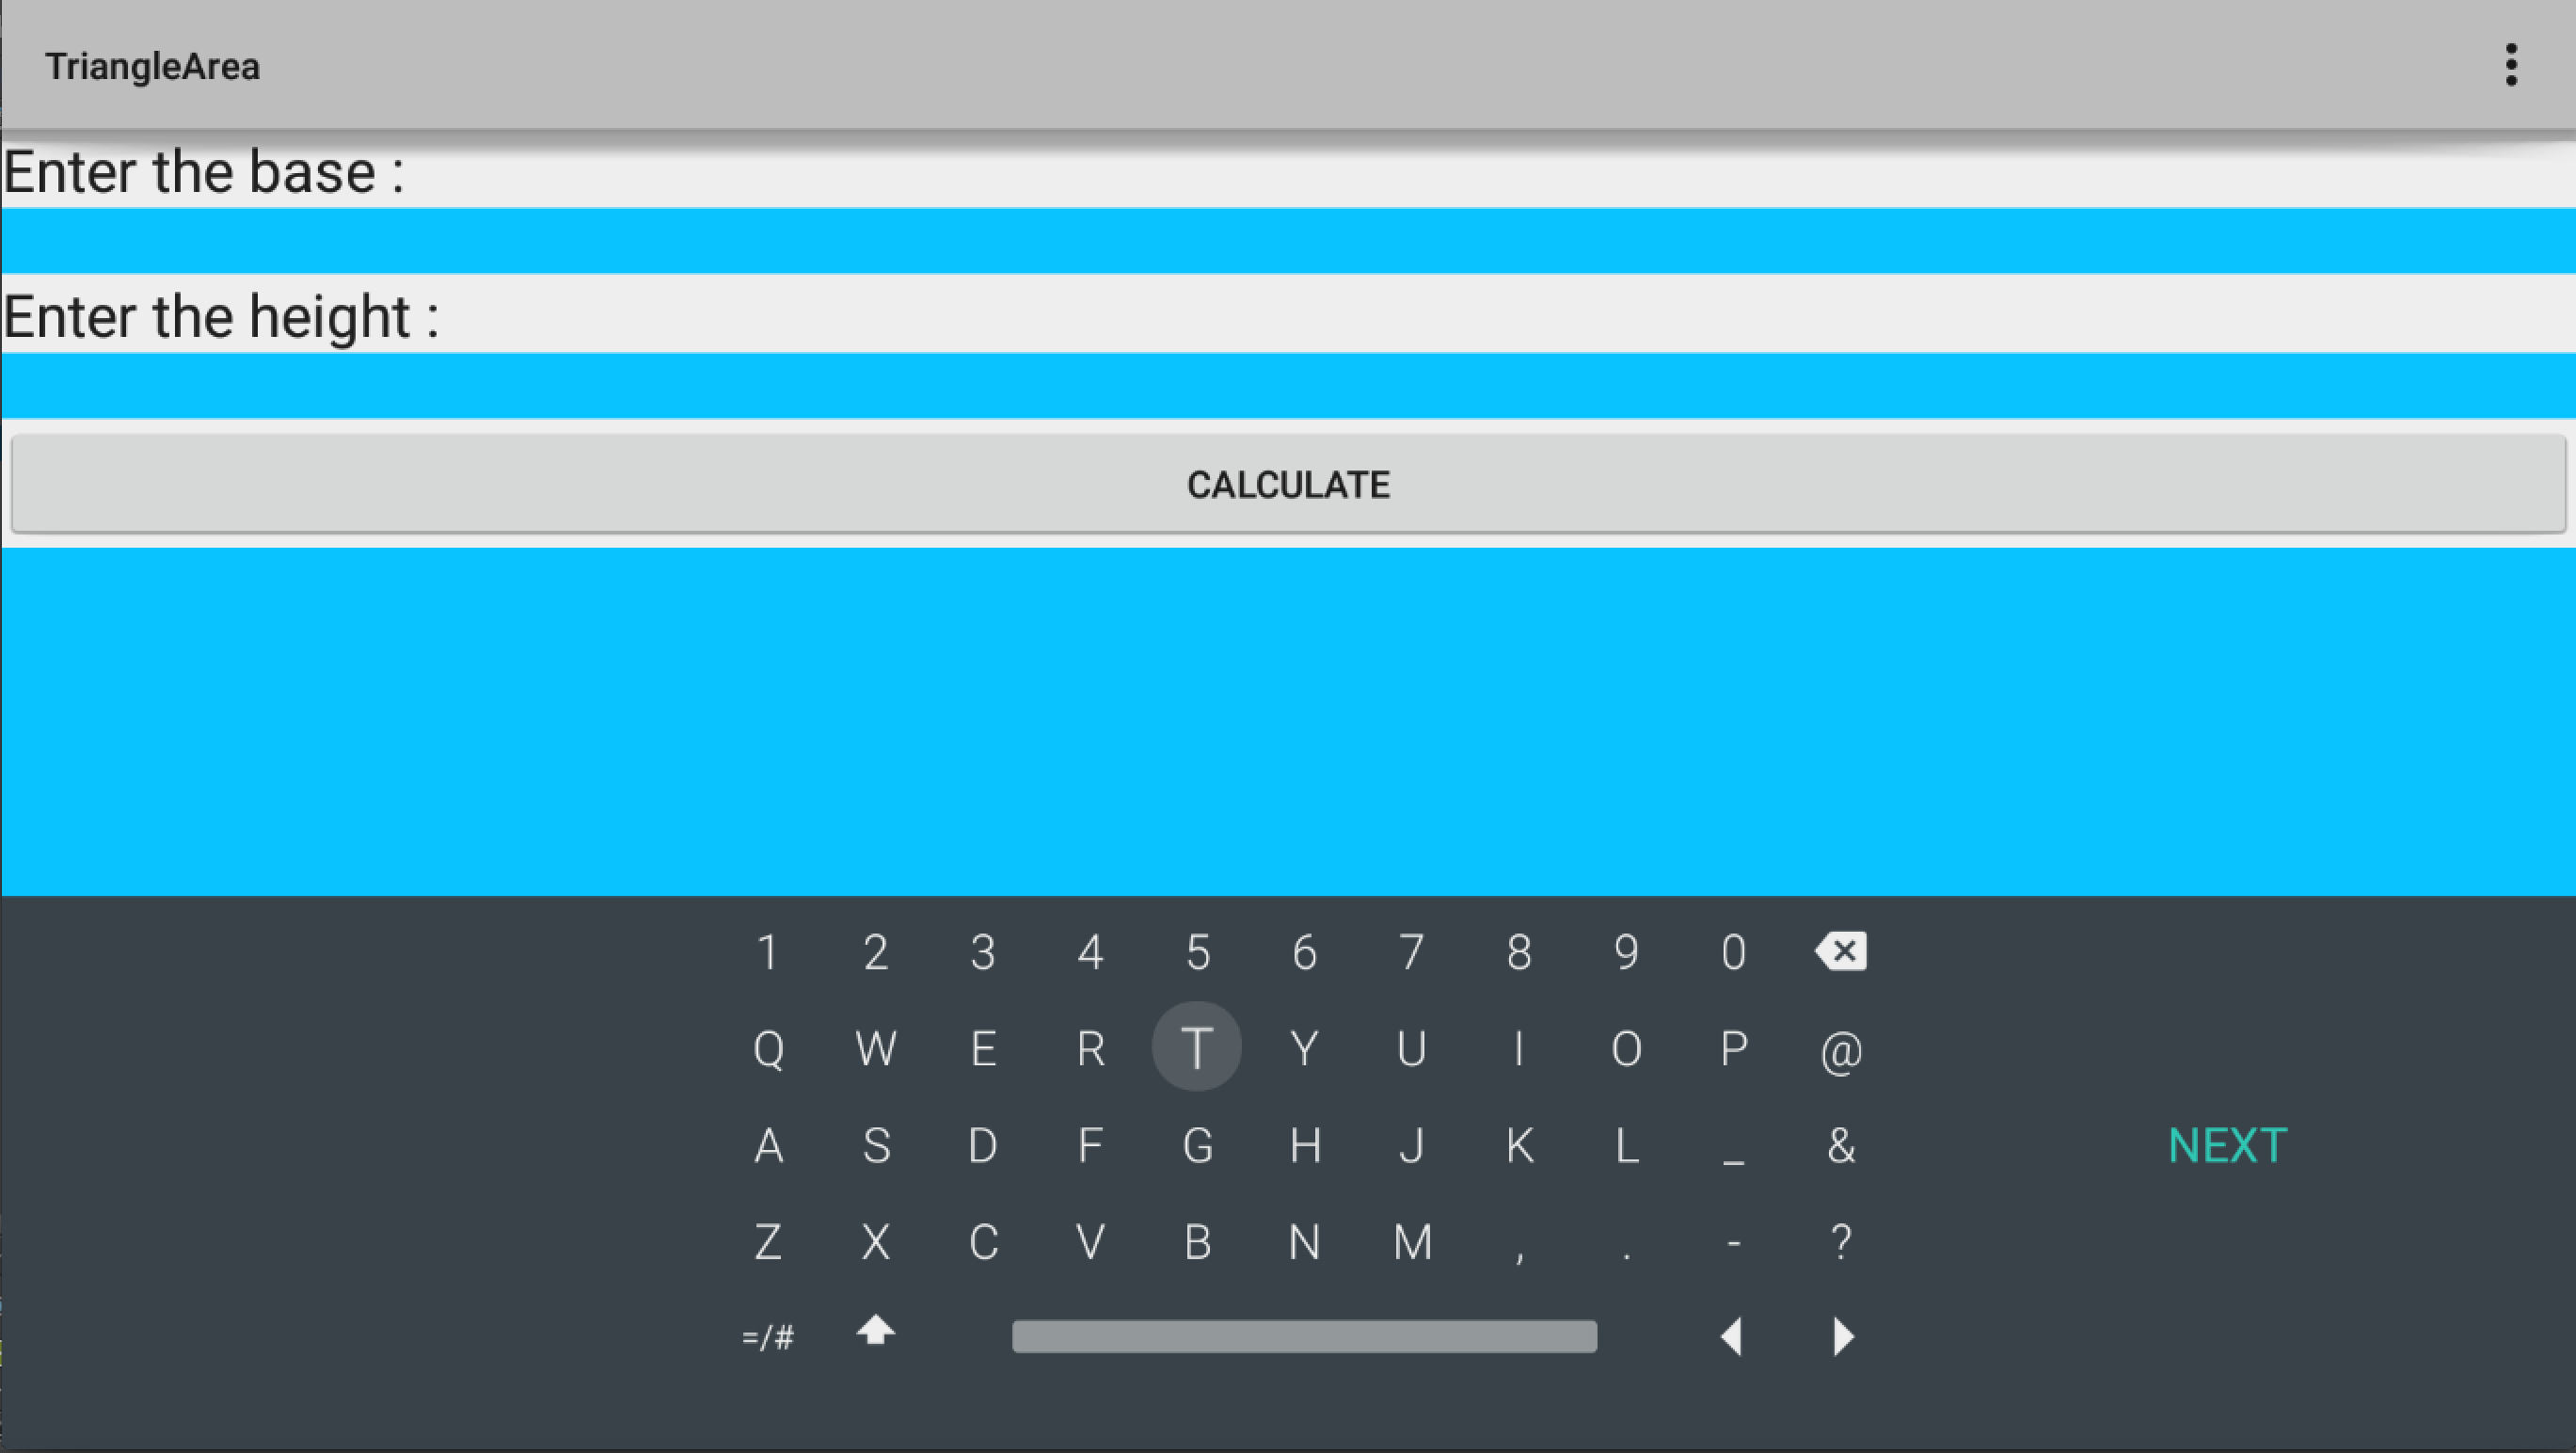 TriangleArea
Enter the base :
Enter the height :
CALCULATE
1 2 3 4 5 6 7 8 9 0
Q W E R T Y U I O P @
A S D F G H J K L _ & NEXT
Z X C V B N M , . - ?
=/#